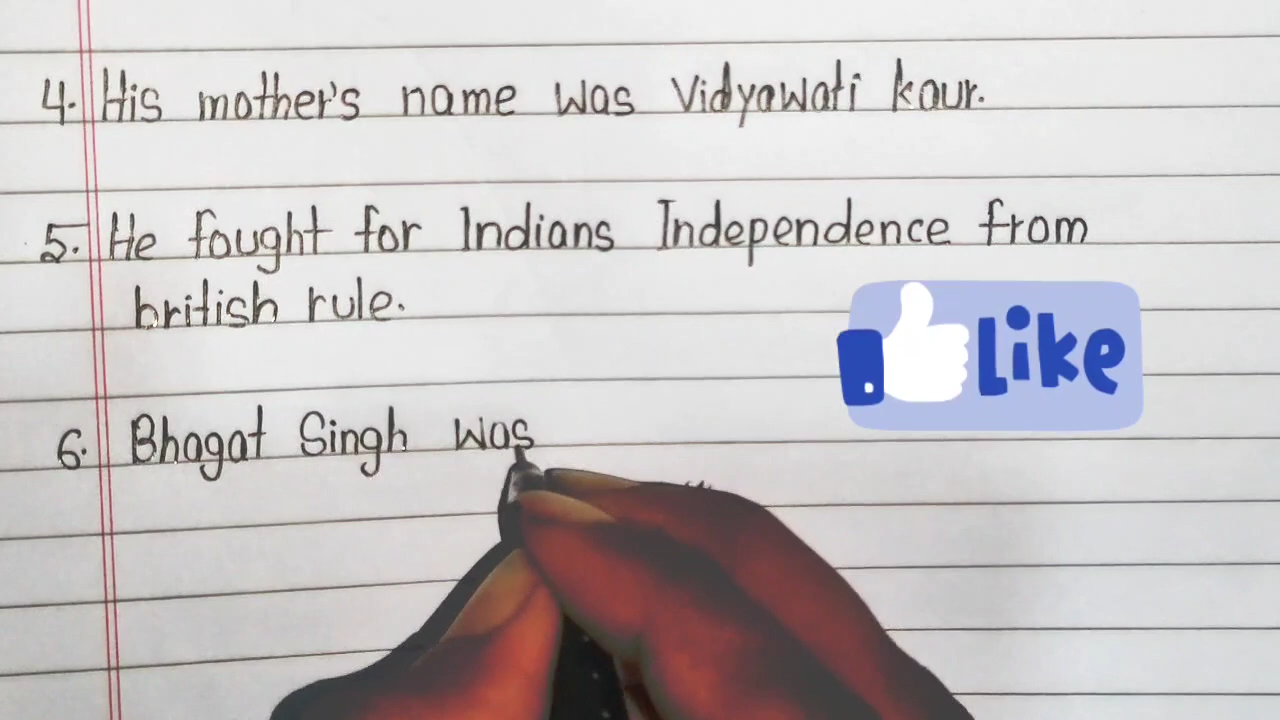 4. His mother's name was Vidyawati kaur.
5. He fought for Indians Independence from
british rule.
Like
6. Bhagat Singh was